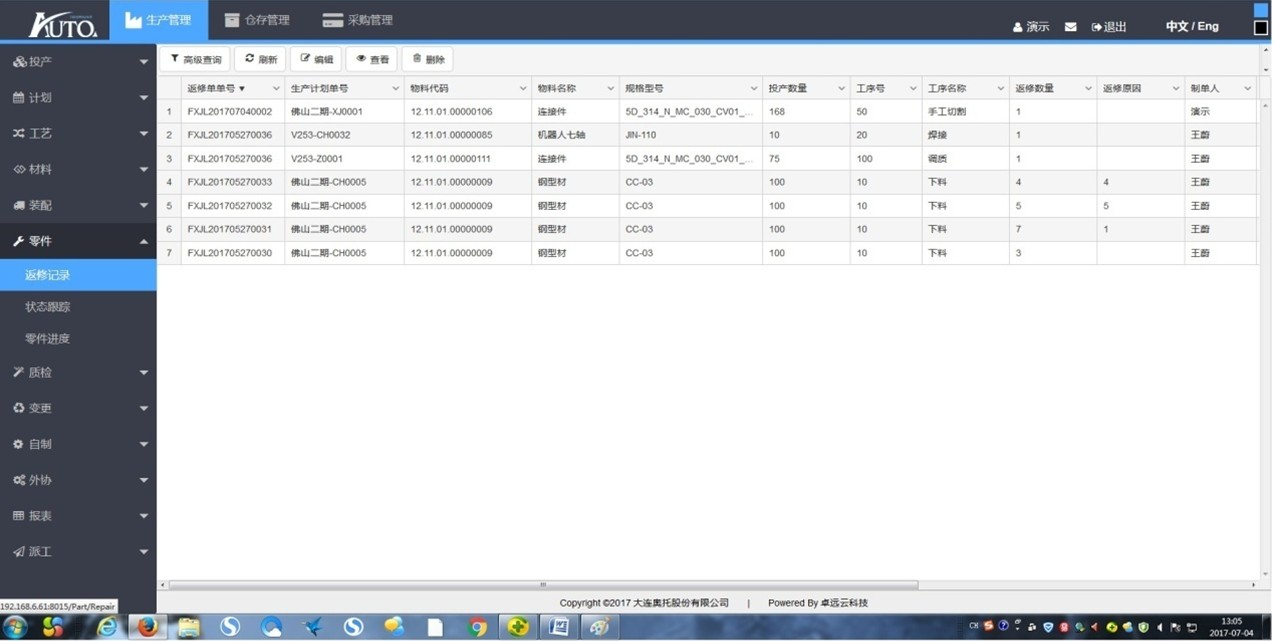 AUTO.
生产管理 仓存管理 采购管理
演示 退出 中文 / Eng
投产
计划
工艺
材料
装配
零件
返修记录
状态跟踪
零件进度
质检
变更
自制
外协
报表
派工
高级查询 刷新 编辑 查看 删除
返修单单号 ▼ 生产计划单号 物料代码 物料名称 规格型号 投产数量 工序号 工序名称 返修数量 返修原因 制单人
1 FXJL201707040002 佛山二期-XJ0001 12.11.01.00000106 连接件 5D_314_N_MC_030_CV01_... 168 50 手工切割 1 演示
2 FXJL201705270036 V253-CH0032 12.11.01.00000085 机器人七轴 JIN-110 10 20 焊接 1 王蔚
3 FXJL201705270036 V253-Z0001 12.11.01.00000111 连接件 5D_314_N_MC_030_CV01_... 75 100 调质 1 王蔚
4 FXJL201705270033 佛山二期-CH0005 12.11.01.00000009 钢型材 CC-03 100 10 下料 4 4 王蔚
5 FXJL201705270032 佛山二期-CH0005 12.11.01.00000009 钢型材 CC-03 100 10 下料 5 5 王蔚
6 FXJL201705270031 佛山二期-CH0005 12.11.01.00000009 钢型材 CC-03 100 10 下料 7 1 王蔚
7 FXJL201705270030 佛山二期-CH0005 12.11.01.00000009 钢型材 CC-03 100 10 下料 3 王蔚
Copyright ©2017 大连奥托股份有限公司 | Powered By 卓远云科技
192.168.6.61:8015/Part/Repair
CH
13:05
2017-07-04